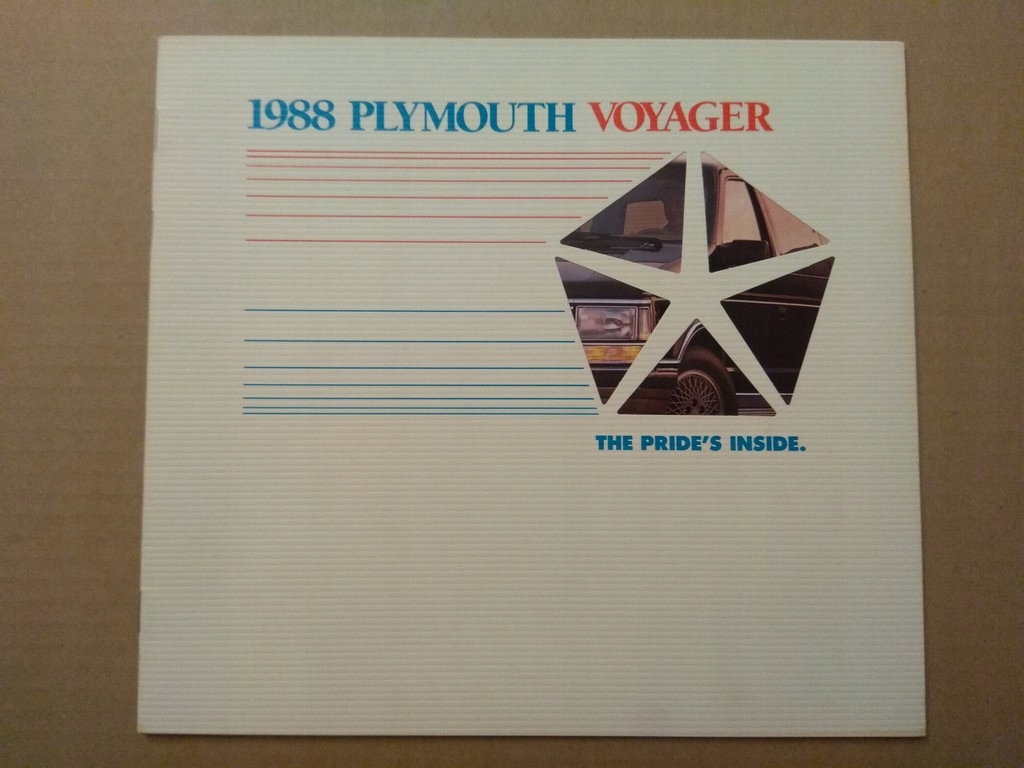 1988 PLYMOUTH VOYAGER
THE PRIDE'S INSIDE.